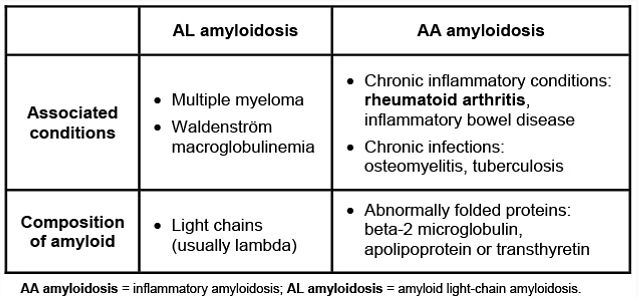 AL amyloidosis
AA amyloidosis
Associated
conditions
• Multiple myeloma
• Waldenström
macroglobulinemia
• Chronic inflammatory conditions:
rheumatoid arthritis,
inflammatory bowel disease
• Chronic infections:
osteomyelitis, tuberculosis
Composition
of amyloid
• Light chains
(usually lambda)
• Abnormally folded proteins:
beta-2 microglobulin,
apolipoprotein or transthyretin
AA amyloidosis = inflammatory amyloidosis; AL amyloidosis = amyloid light-chain amyloidosis.